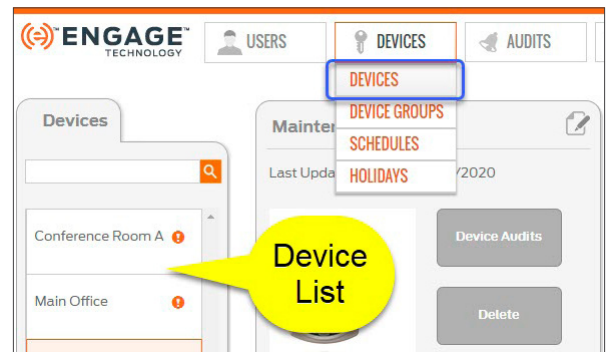 ENGAGE™
TECHNOLOGY
USERS
DEVICES
AUDITS
DEVICES
DEVICE GROUPS
SCHEDULES
HOLIDAYS
Devices
Conference Room A
Main Office
Device
List
Mainte
Last Upda /2020
Device Audits
Delete